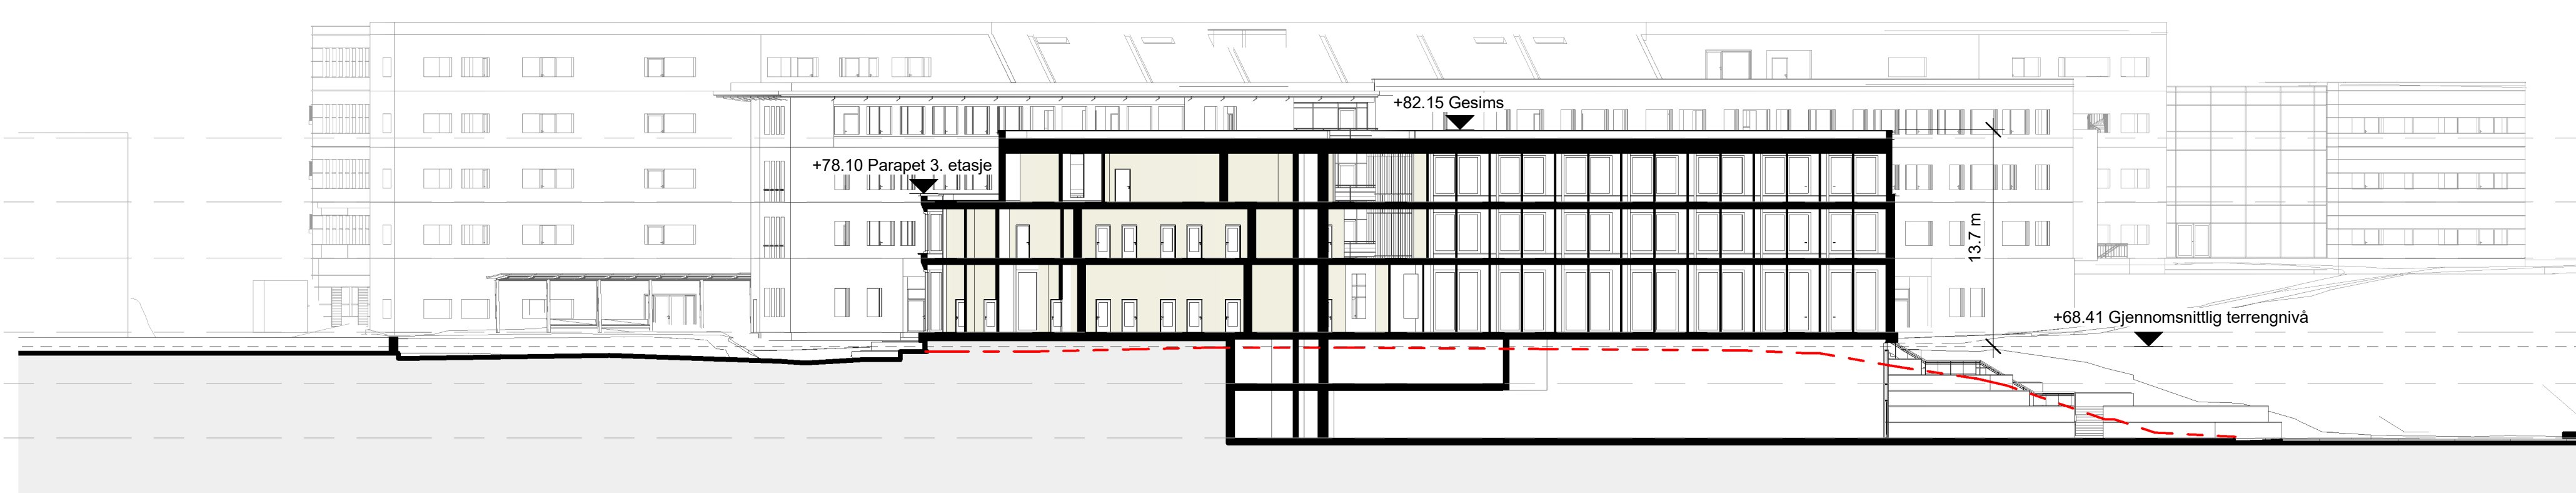 +82.15 Gesims
+78.10 Parapet 3. etasje
13.7 m
+68.41 Gjennomsnittlig terrengnivå